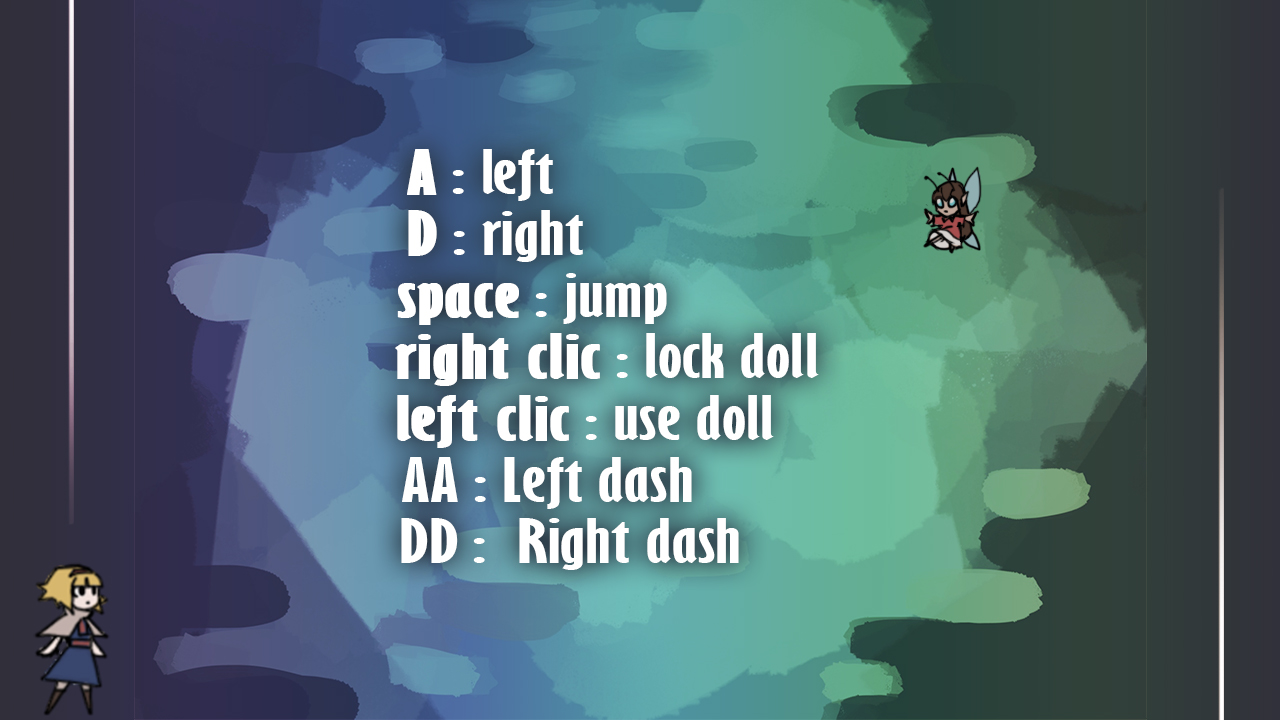 A : left
D : right
space : jump
right clic : lock doll
left clic : use doll
AA : Left dash
DD : Right dash